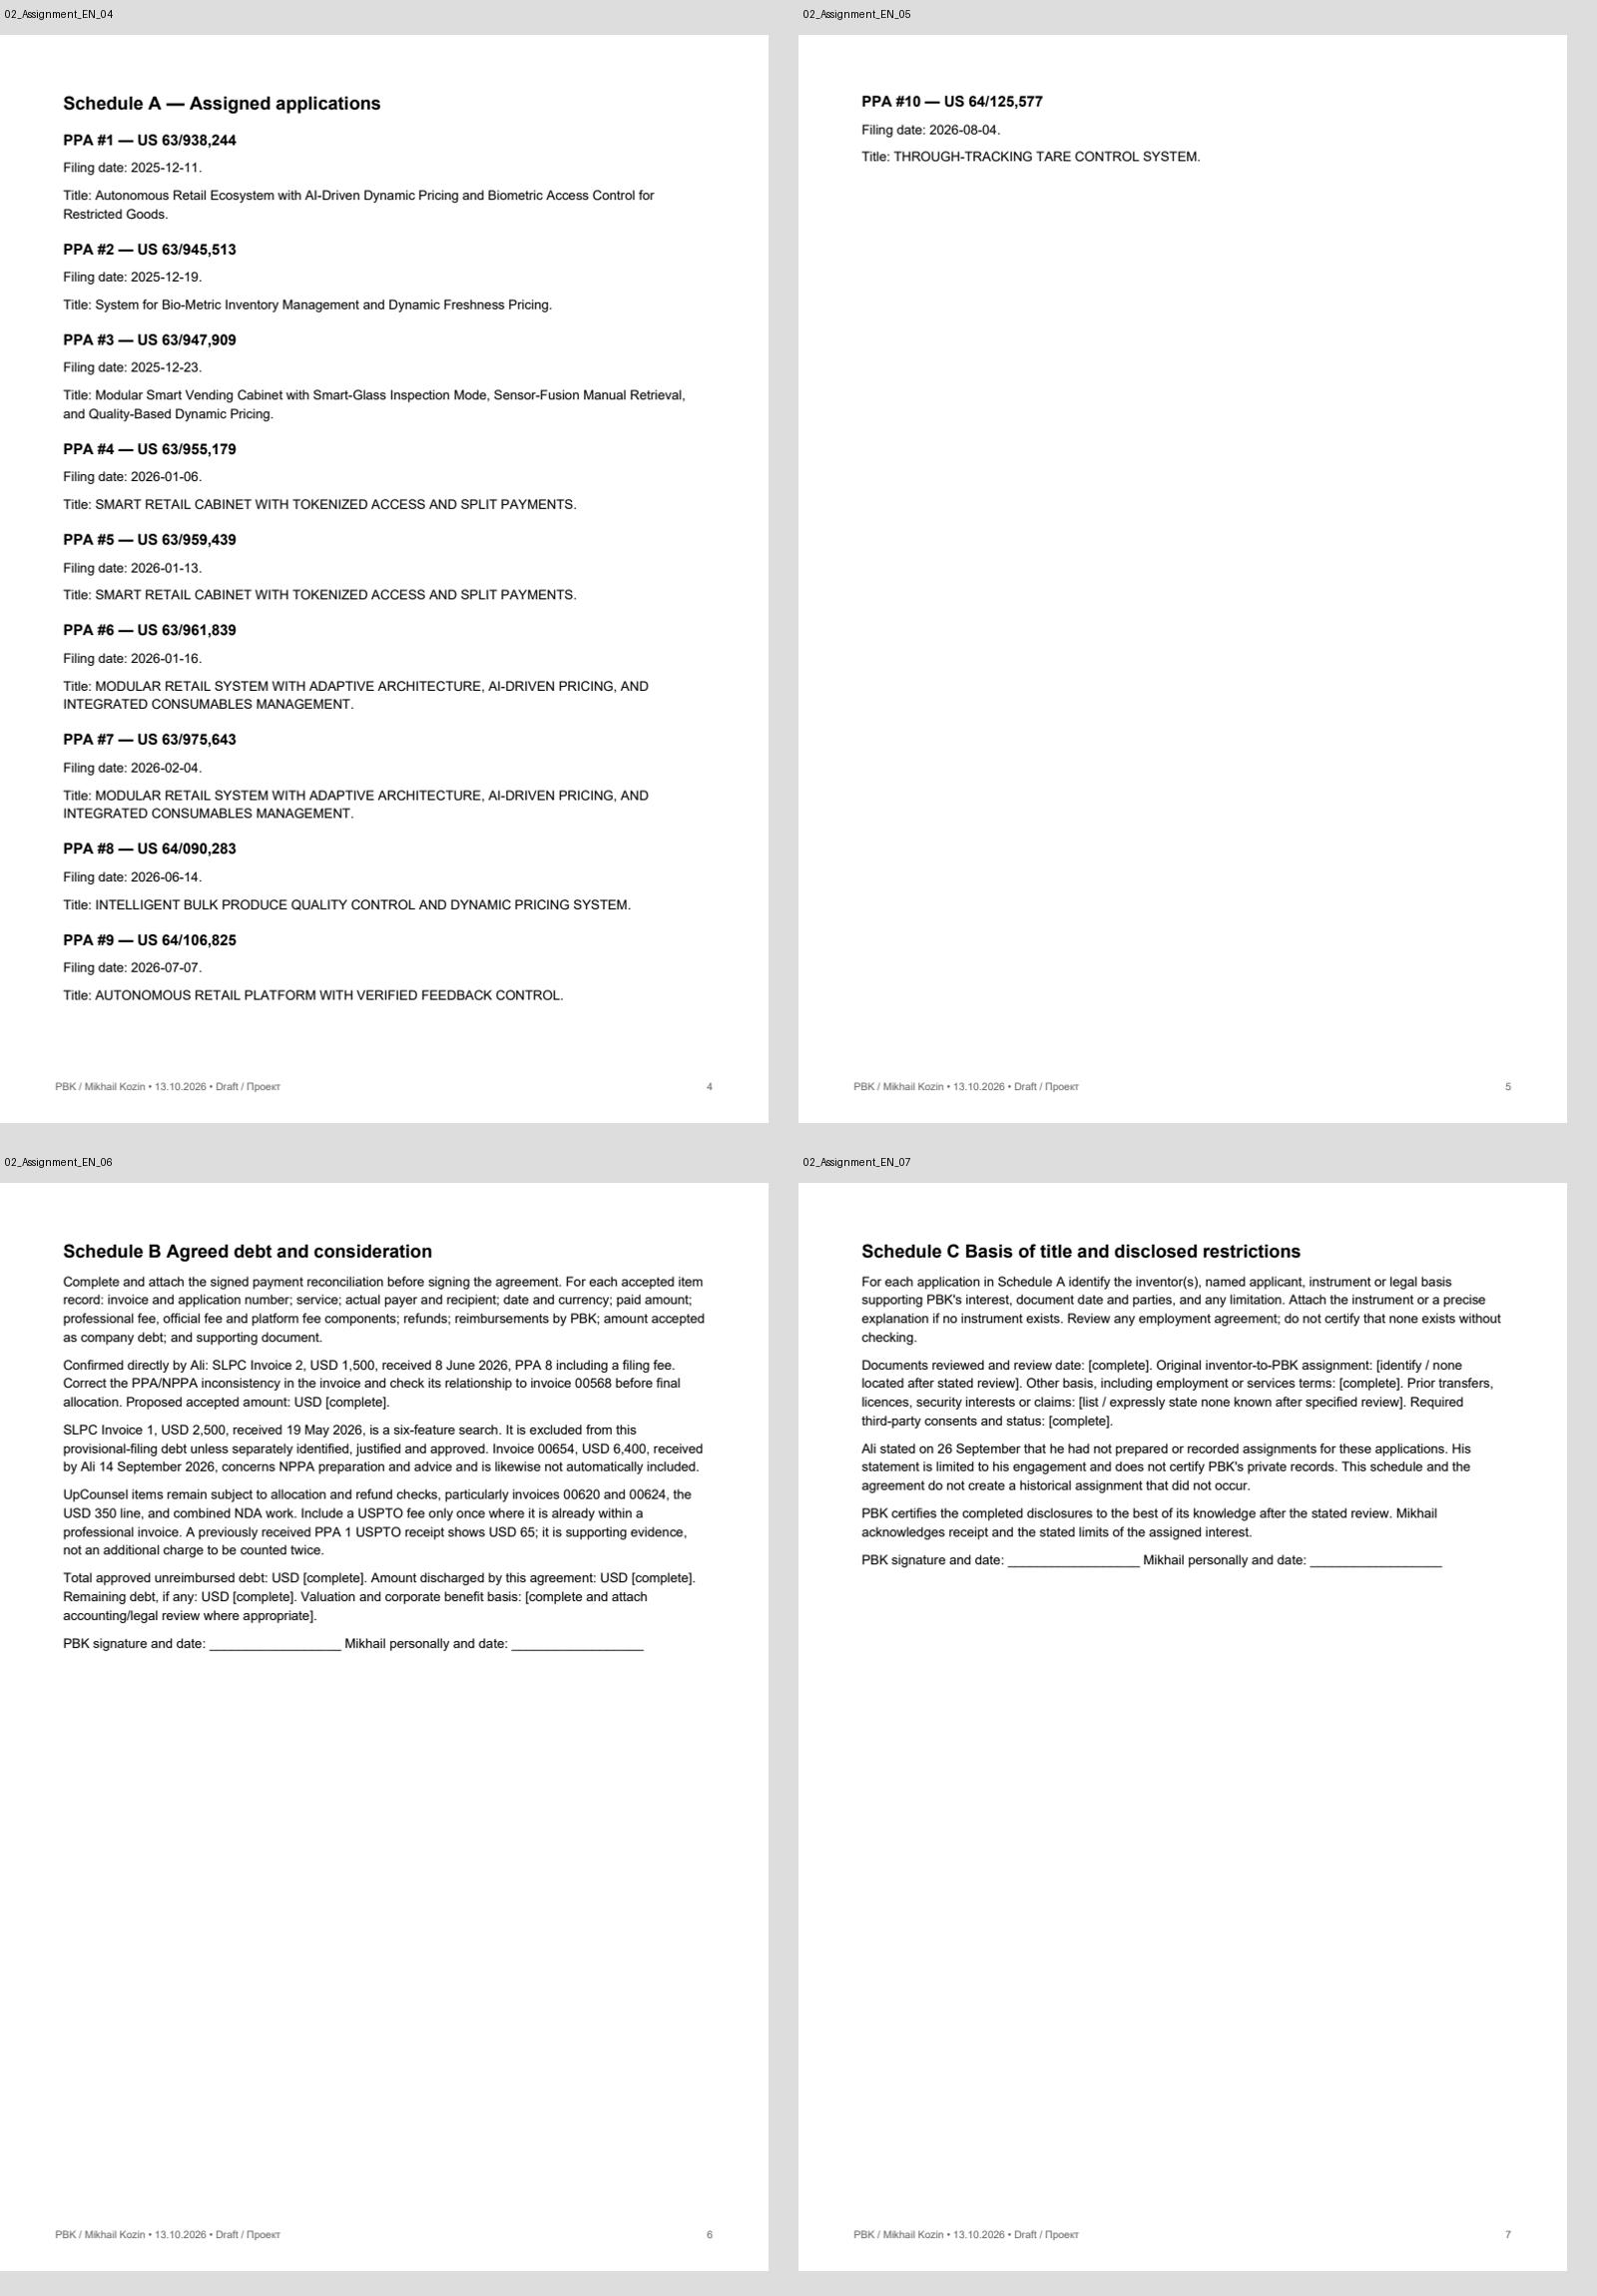 02_Assignment_EN_04
Schedule A — Assigned applications
PPA #1 — US 63/938,244
Filing date: 2025-12-11.
Title: Autonomous Retail Ecosystem with AI-Driven Dynamic Pricing and Biometric Access Control for
Restricted Goods.
PPA #2 — US 63/945,513
Filing date: 2025-12-19.
Title: System for Bio-Metric Inventory Management and Dynamic Freshness Pricing.
PPA #3 — US 63/947,909
Filing date: 2025-12-23.
Title: Modular Smart Vending Cabinet with Smart-Glass Inspection Mode, Sensor-Fusion Manual Retrieval,
and Quality-Based Dynamic Pricing.
PPA #4 — US 63/955,179
Filing date: 2026-01-06.
Title: SMART RETAIL CABINET WITH TOKENIZED ACCESS AND SPLIT PAYMENTS.
PPA #5 — US 63/959,439
Filing date: 2026-01-13.
Title: SMART RETAIL CABINET WITH TOKENIZED ACCESS AND SPLIT PAYMENTS.
PPA #6 — US 63/961,839
Filing date: 2026-01-16.
Title: MODULAR RETAIL SYSTEM WITH ADAPTIVE ARCHITECTURE, AI-DRIVEN PRICING, AND
INTEGRATED CONSUMABLES MANAGEMENT.
PPA #7 — US 63/975,643
Filing date: 2026-02-04.
Title: MODULAR RETAIL SYSTEM WITH ADAPTIVE ARCHITECTURE, AI-DRIVEN PRICING, AND
INTEGRATED CONSUMABLES MANAGEMENT.
PPA #8 — US 64/090,283
Filing date: 2026-06-14.
Title: INTELLIGENT BULK PRODUCE QUALITY CONTROL AND DYNAMIC PRICING SYSTEM.
PPA #9 — US 64/106,825
Filing date: 2026-07-07.
Title: AUTONOMOUS RETAIL PLATFORM WITH VERIFIED FEEDBACK CONTROL.
PBK / Mikhail Kozin • 13.10.2026 • Draft / Проект 4
02_Assignment_EN_05
PPA #10 — US 64/125,577
Filing date: 2026-08-04.
Title: THROUGH-TRACKING TARE CONTROL SYSTEM.
PBK / Mikhail Kozin • 13.10.2026 • Draft / Проект 5
02_Assignment_EN_06
Schedule B Agreed debt and consideration
Complete and attach the signed payment reconciliation before signing the agreement. For each accepted item
record: invoice and application number; service; actual payer and recipient; date and currency; paid amount;
professional fee, official fee and platform fee components; refunds; reimbursements by PBK; amount accepted
as company debt; and supporting document.
Confirmed directly by Ali: SLPC Invoice 2, USD 1,500, received 8 June 2026, PPA 8 including a filing fee.
Correct the PPA/NPPA inconsistency in the invoice and check its relationship to invoice 00568 before final
allocation. Proposed accepted amount: USD [complete].
SLPC Invoice 1, USD 2,500, received 19 May 2026, is a six-feature search. It is excluded from this
provisional-filing debt unless separately identified, justified and approved. Invoice 00654, USD 6,400, received
by Ali 14 September 2026, concerns NPPA preparation and advice and is likewise not automatically included.
UpCounsel items remain subject to allocation and refund checks, particularly invoices 00620 and 00624, the
USD 350 line, and combined NDA work. Include a USPTO fee only once where it is already within a
professional invoice. A previously received PPA 1 USPTO receipt shows USD 65; it is supporting evidence,
not an additional charge to be counted twice.
Total approved unreimbursed debt: USD [complete]. Amount discharged by this agreement: USD [complete].
Remaining debt, if any: USD [complete]. Valuation and corporate benefit basis: [complete and attach
accounting/legal review where appropriate].
PBK signature and date: __________________ Mikhail personally and date: __________________
PBK / Mikhail Kozin • 13.10.2026 • Draft / Проект 6
02_Assignment_EN_07
Schedule C Basis of title and disclosed restrictions
For each application in Schedule A identify the inventor(s), named applicant, instrument or legal basis
supporting PBK's interest, document date and parties, and any limitation. Attach the instrument or a precise
explanation if no instrument exists. Review any employment agreement; do not certify that none exists without
checking.
Documents reviewed and review date: [complete]. Original inventor-to-PBK assignment: [identify / none
located after stated review]. Other basis, including employment or services terms: [complete]. Prior transfers,
licences, security interests or claims: [list / expressly state none known after specified review]. Required
third-party consents and status: [complete].
Ali stated on 26 September that he had not prepared or recorded assignments for these applications. His
statement is limited to his engagement and does not certify PBK's private records. This schedule and the
agreement do not create a historical assignment that did not occur.
PBK certifies the completed disclosures to the best of its knowledge after the stated review. Mikhail
acknowledges receipt and the stated limits of the assigned interest.
PBK signature and date: __________________ Mikhail personally and date: __________________
PBK / Mikhail Kozin • 13.10.2026 • Draft / Проект 7